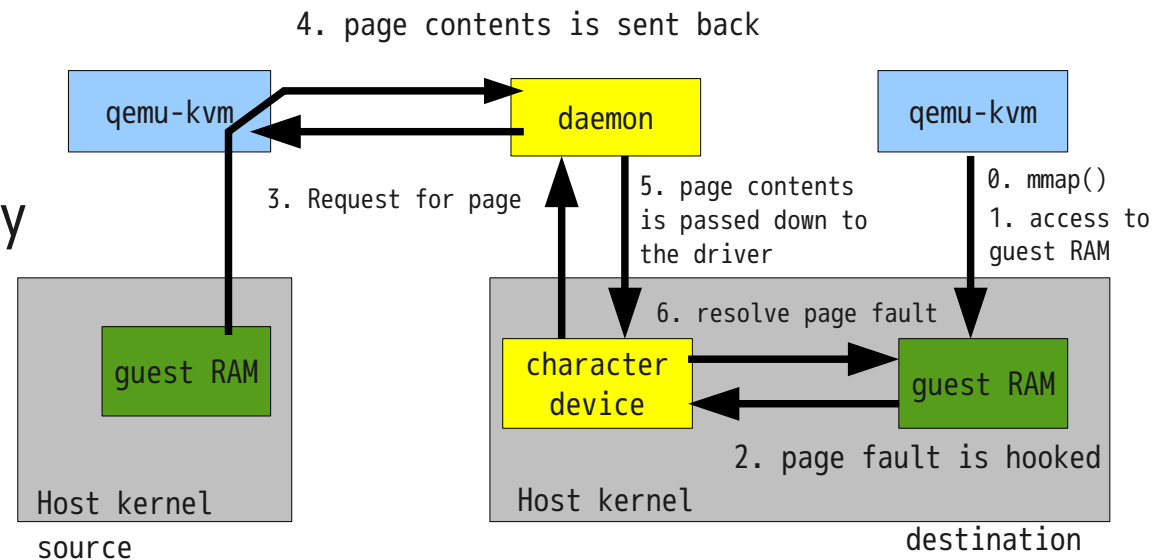 4. page contents is sent back
qemu-kvm
daemon
qemu-kvm
3. Request for page
5. page contents
is passed down to
the driver
0. mmap()
1. access to
guest RAM
y
6. resolve page fault
guest RAM
character
device
guest RAM
2. page fault is hooked
Host kernel
Host kernel
source
destination